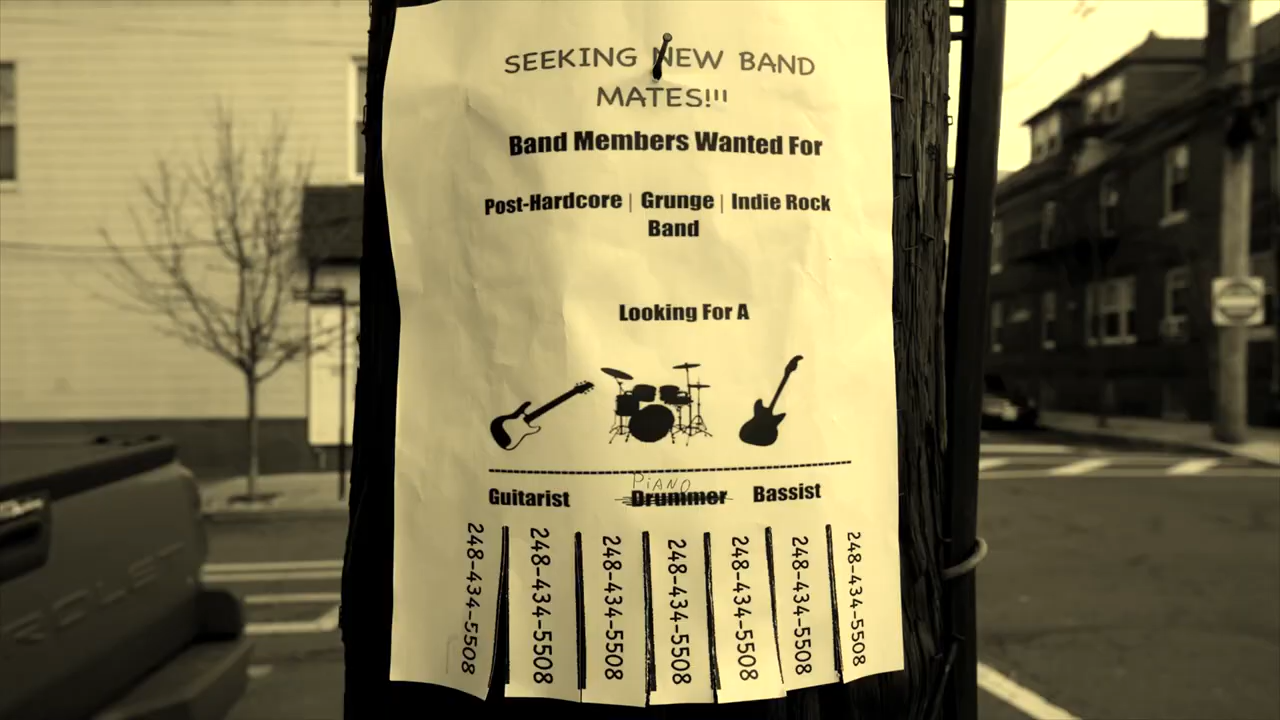 SEEKING NEW BAND
MATES!!!
Band Members Wanted For
Post-Hardcore | Grunge | Indie Rock
Band
Looking For A
PiANO
Guitarist Drummer Bassist
248-434-5508
248-434-5508
248-434-5508
248-434-5508
248-434-5508
248-434-5508
248-434-5508